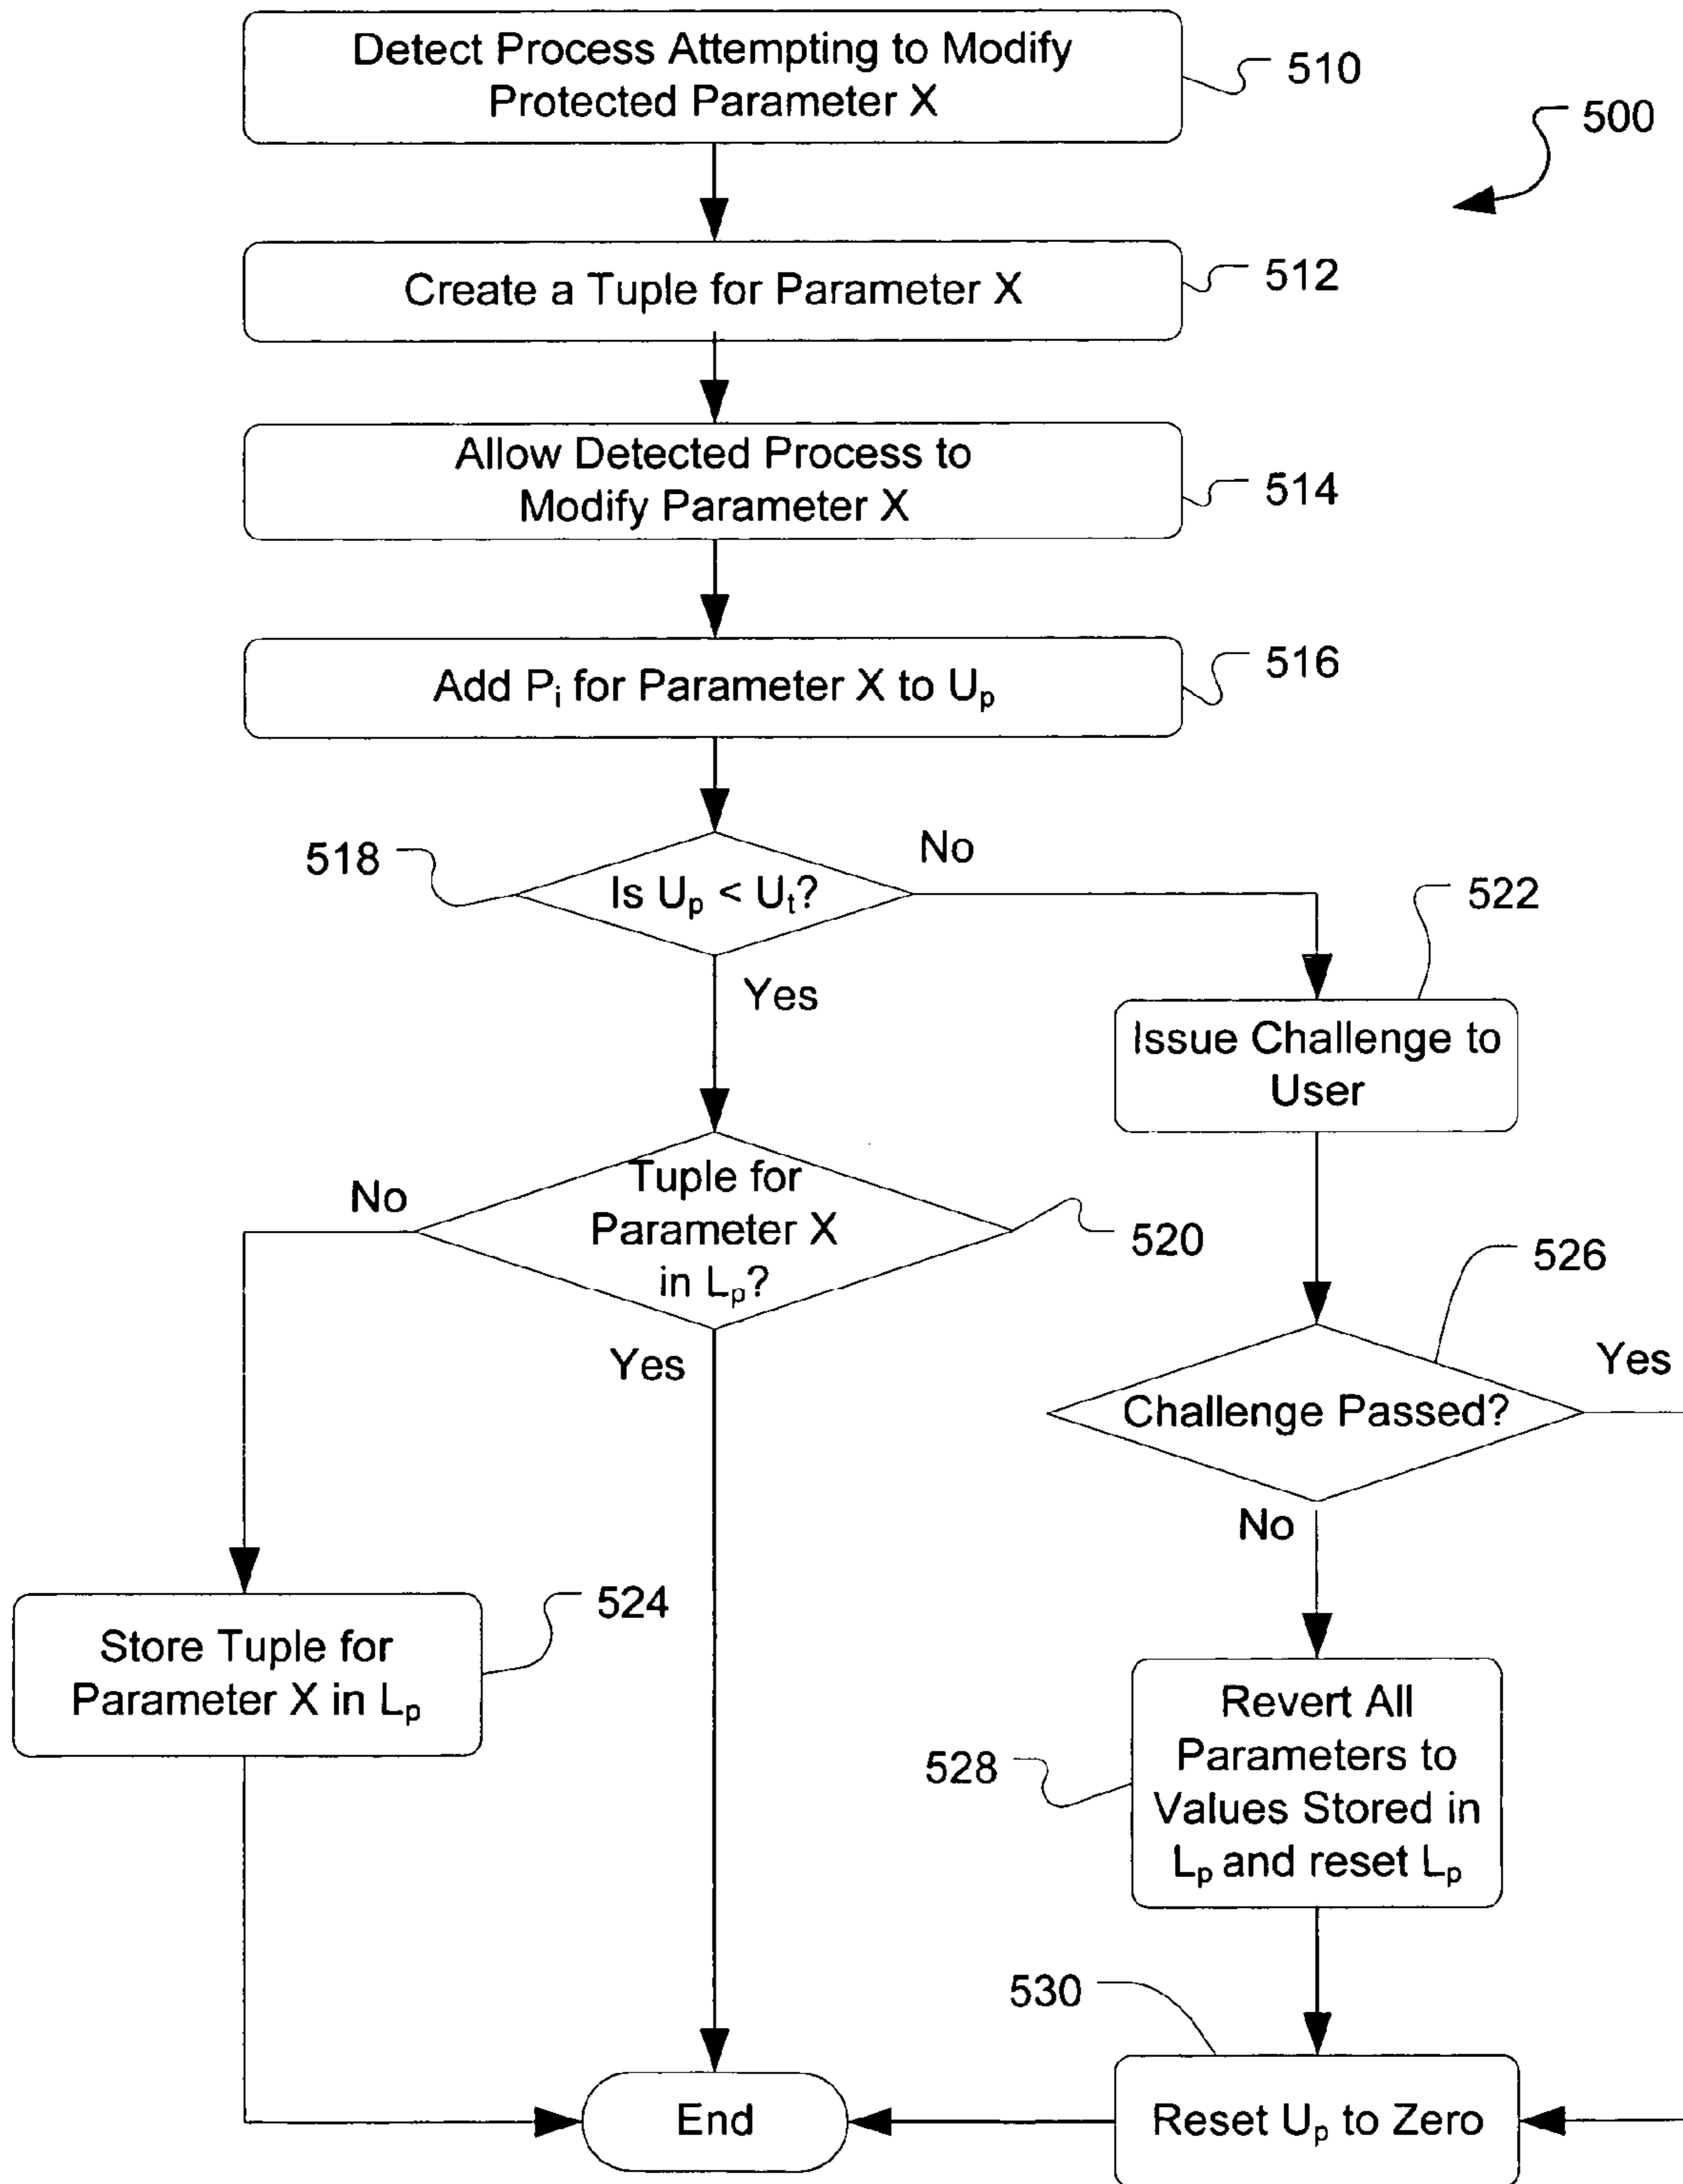 Detect Process Attempting to Modify
Protected Parameter X
510
500
Create a Tuple for Parameter X
512
Allow Detected Process to
Modify Parameter X
514
Add Pi for Parameter X to Up
516
518
Is Up < Ut?
No
Yes
522
Issue Challenge to
User
No
Tuple for
Parameter X
in Lp?
520
Yes
526
Challenge Passed?
Yes
No
524
Store Tuple for
Parameter X in Lp
528
Revert All
Parameters to
Values Stored in
Lp and reset Lp
530
End
Reset Up to Zero